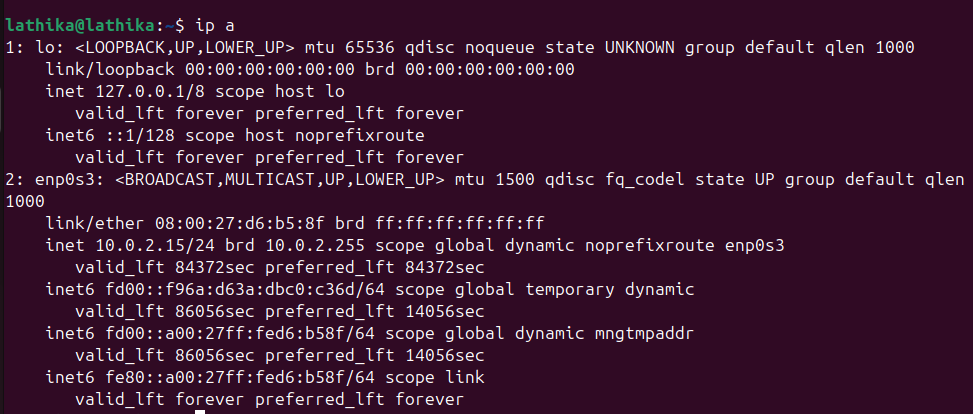 lathika@lathika:~$ ip a
1: lo: <LOOPBACK,UP,LOWER_UP> mtu 65536 qdisc noqueue state UNKNOWN group default qlen 1000
    link/loopback 00:00:00:00:00:00 brd 00:00:00:00:00:00
    inet 127.0.0.1/8 scope host lo
       valid_lft forever preferred_lft forever
    inet6 ::1/128 scope host noprefixroute
       valid_lft forever preferred_lft forever
2: enp0s3: <BROADCAST,MULTICAST,UP,LOWER_UP> mtu 1500 qdisc fq_codel state UP group default qlen
1000
    link/ether 08:00:27:d6:b5:8f brd ff:ff:ff:ff:ff:ff
    inet 10.0.2.15/24 brd 10.0.2.255 scope global dynamic noprefixroute enp0s3
       valid_lft 84372sec preferred_lft 84372sec
    inet6 fd00::f96a:d63a:dbc0:c36d/64 scope global temporary dynamic
       valid_lft 86056sec preferred_lft 14056sec
    inet6 fd00::a00:27ff:fed6:b58f/64 scope global dynamic mngtmpaddr
       valid_lft 86056sec preferred_lft 14056sec
    inet6 fe80::a00:27ff:fed6:b58f/64 scope link
       valid_lft forever preferred_lft forever